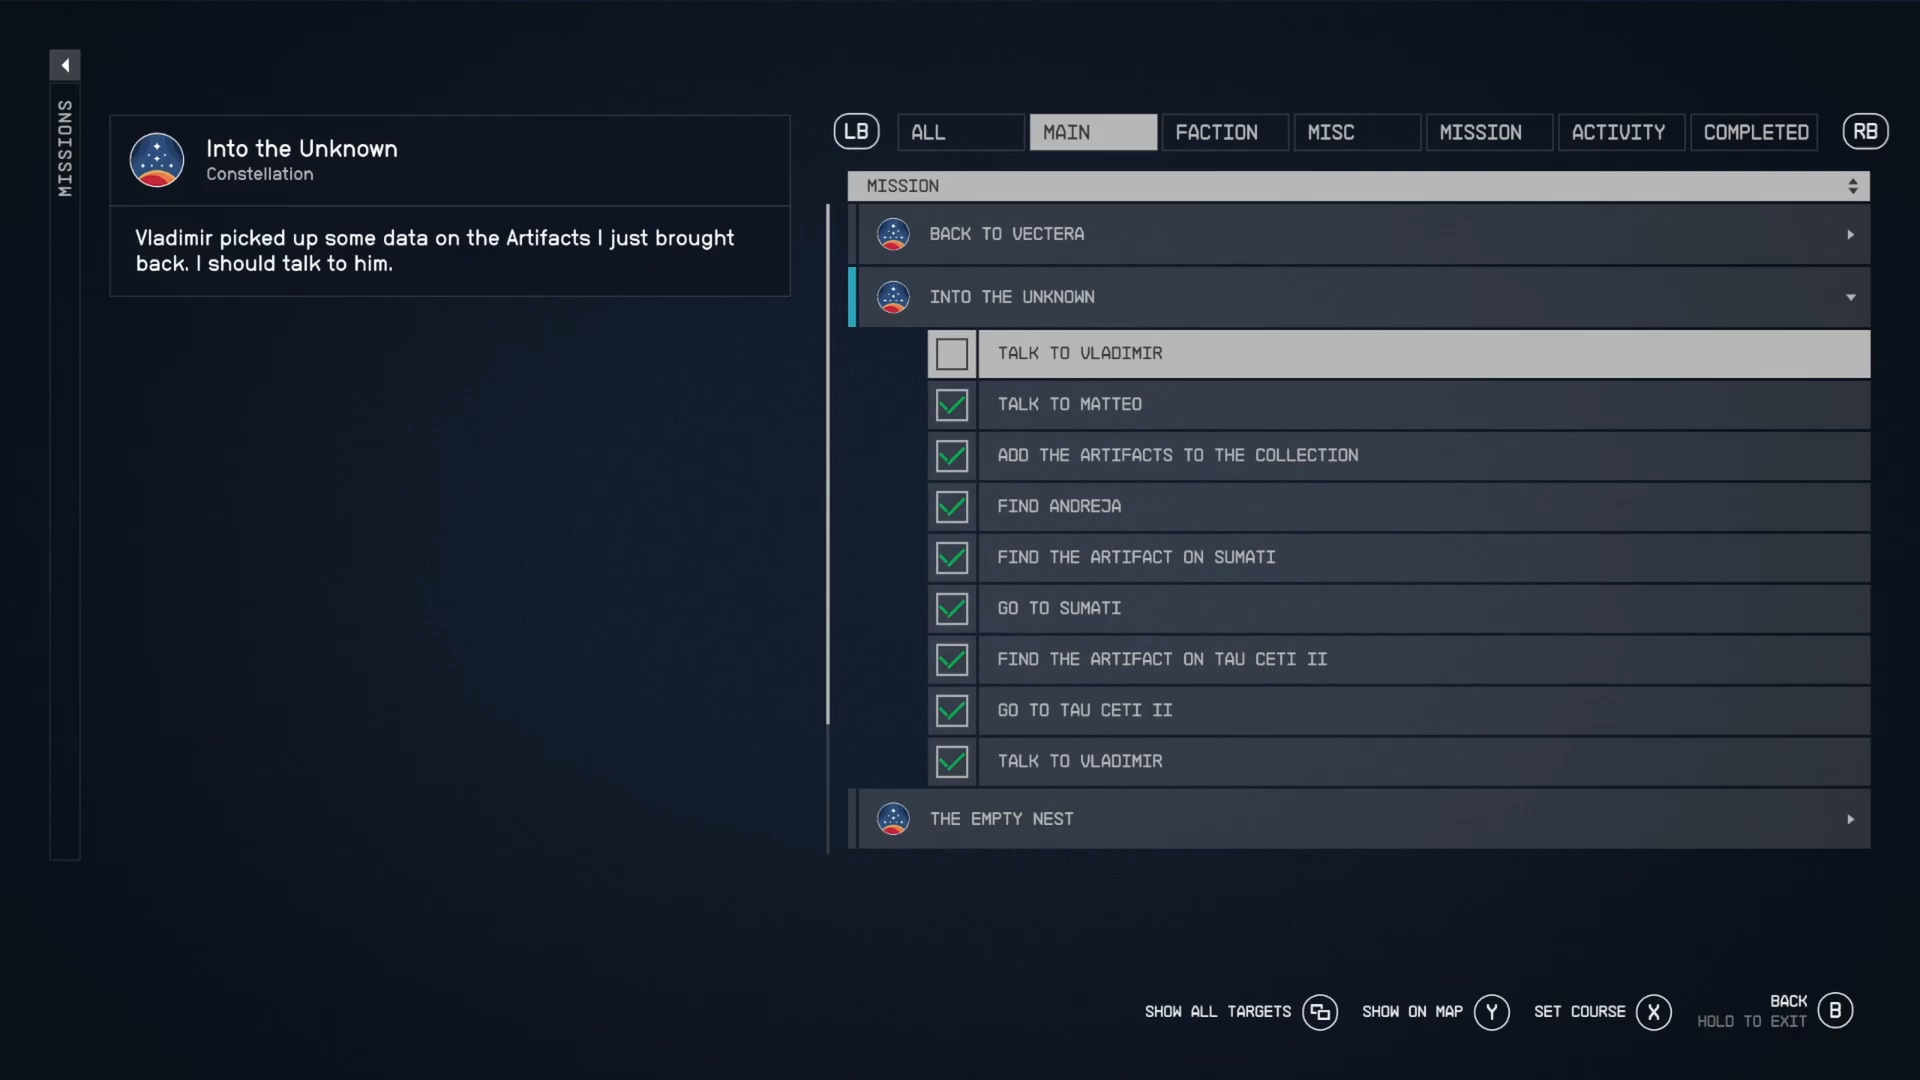 MISSIONS
Into the Unknown
Constellation
Vladimir picked up some data on the Artifacts I just brought
back. I should talk to him.
LB
ALL
MAIN
FACTION
MISC
MISSION
ACTIVITY
COMPLETED
RB
MISSION
BACK TO VECTERA
INTO THE UNKNOWN
TALK TO VLADIMIR
TALK TO MATTEO
ADD THE ARTIFACTS TO THE COLLECTION
FIND ANDREJA
FIND THE ARTIFACT ON SUMATI
GO TO SUMATI
FIND THE ARTIFACT ON TAU CETI II
GO TO TAU CETI II
TALK TO VLADIMIR
THE EMPTY NEST
SHOW ALL TARGETS
SHOW ON MAP Y
SET COURSE X
BACK B
HOLD TO EXIT